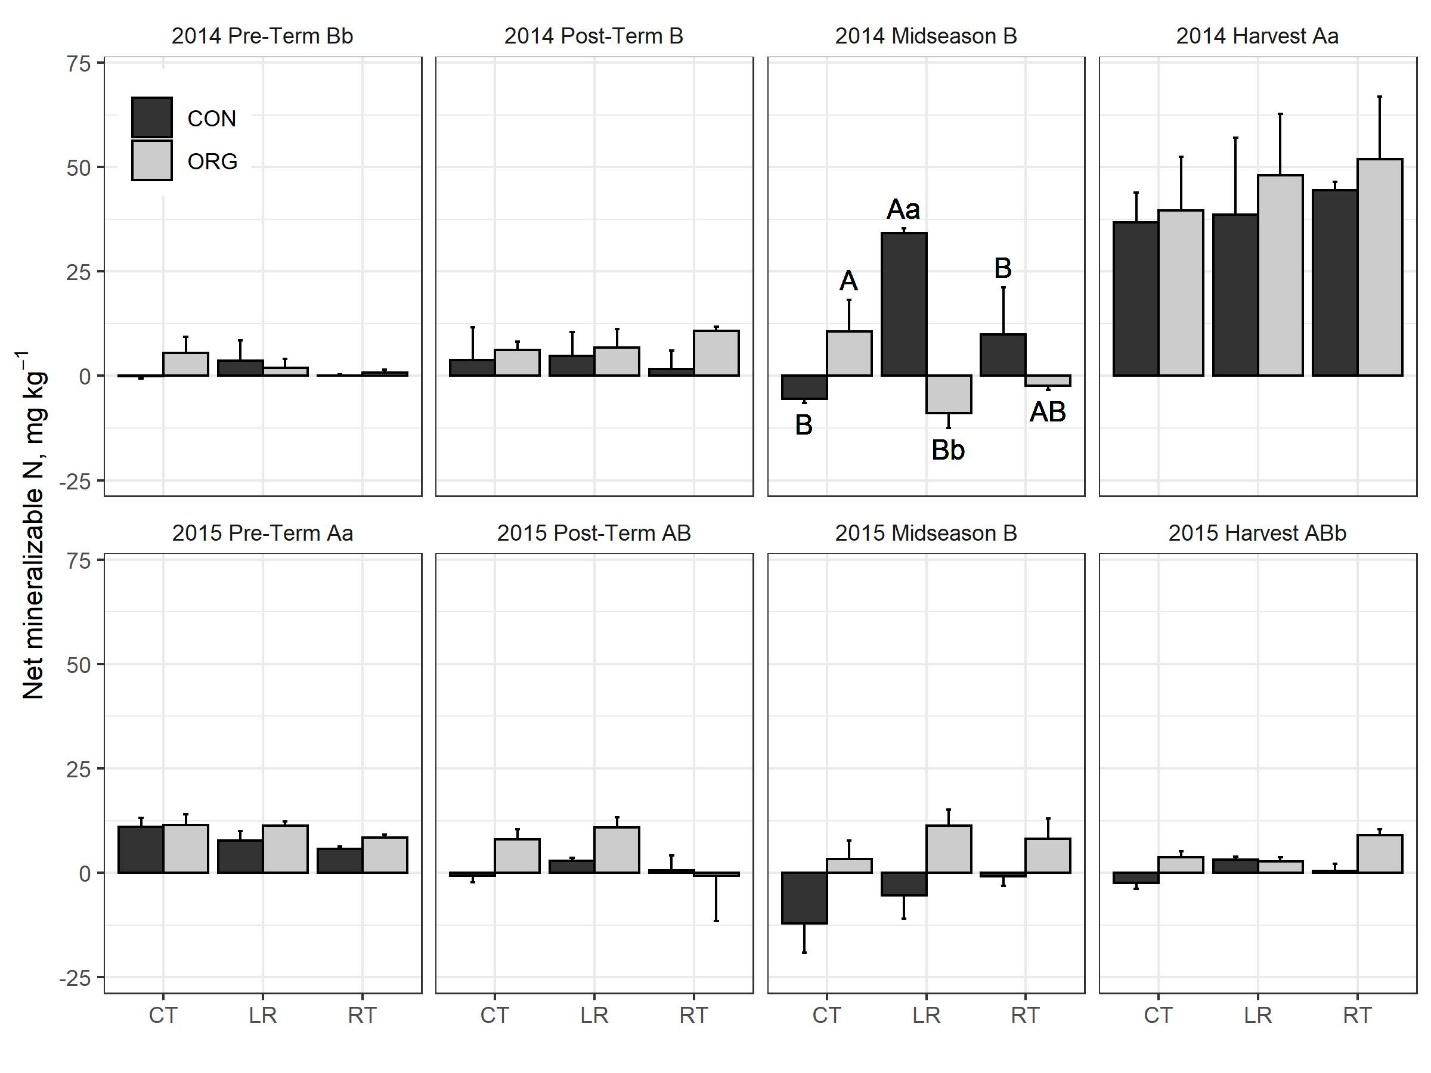 2014 Pre-Term Bb
2014 Post-Term B
2014 Midseason B
2014 Harvest Aa
75
50
25
0
-25
CON
ORG
B
A
Aa
Bb
B
AB
Net mineralizable N, mg kg⁻¹
2015 Pre-Term Aa
2015 Post-Term AB
2015 Midseason B
2015 Harvest ABb
75
50
25
0
-25
CT LR RT
CT LR RT
CT LR RT
CT LR RT